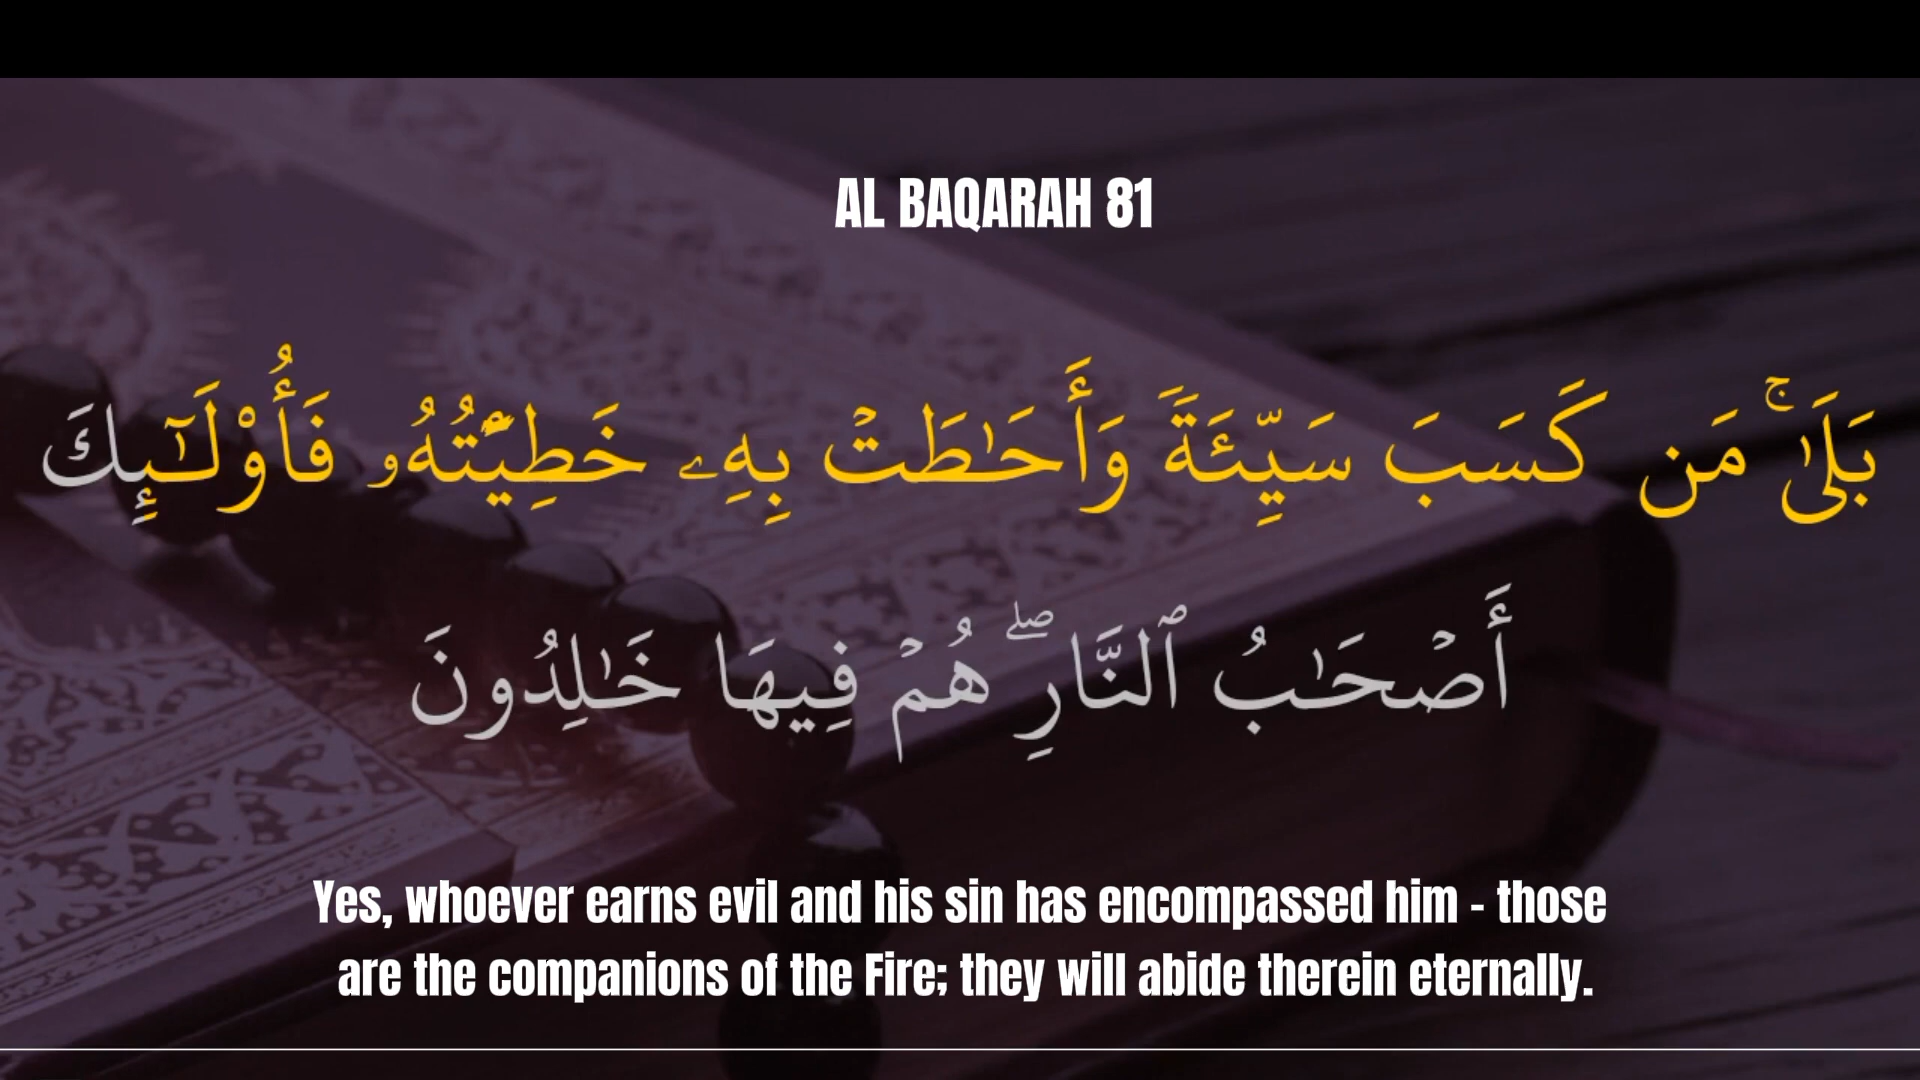 AL BAQARAH 81
بَلَىٰۚ مَن كَسَبَ سَيِّئَةً وَأَحَـٰطَتْ بِهِۦ خَطِيٓـَٔتُهُۥ فَأُو۟لَـٰٓئِكَ
أَصْحَـٰبُ ٱلنَّارِۖ هُمْ فِيهَا خَـٰلِدُونَ
Yes, whoever earns evil and his sin has encompassed him - those
are the companions of the Fire; they will abide therein eternally.